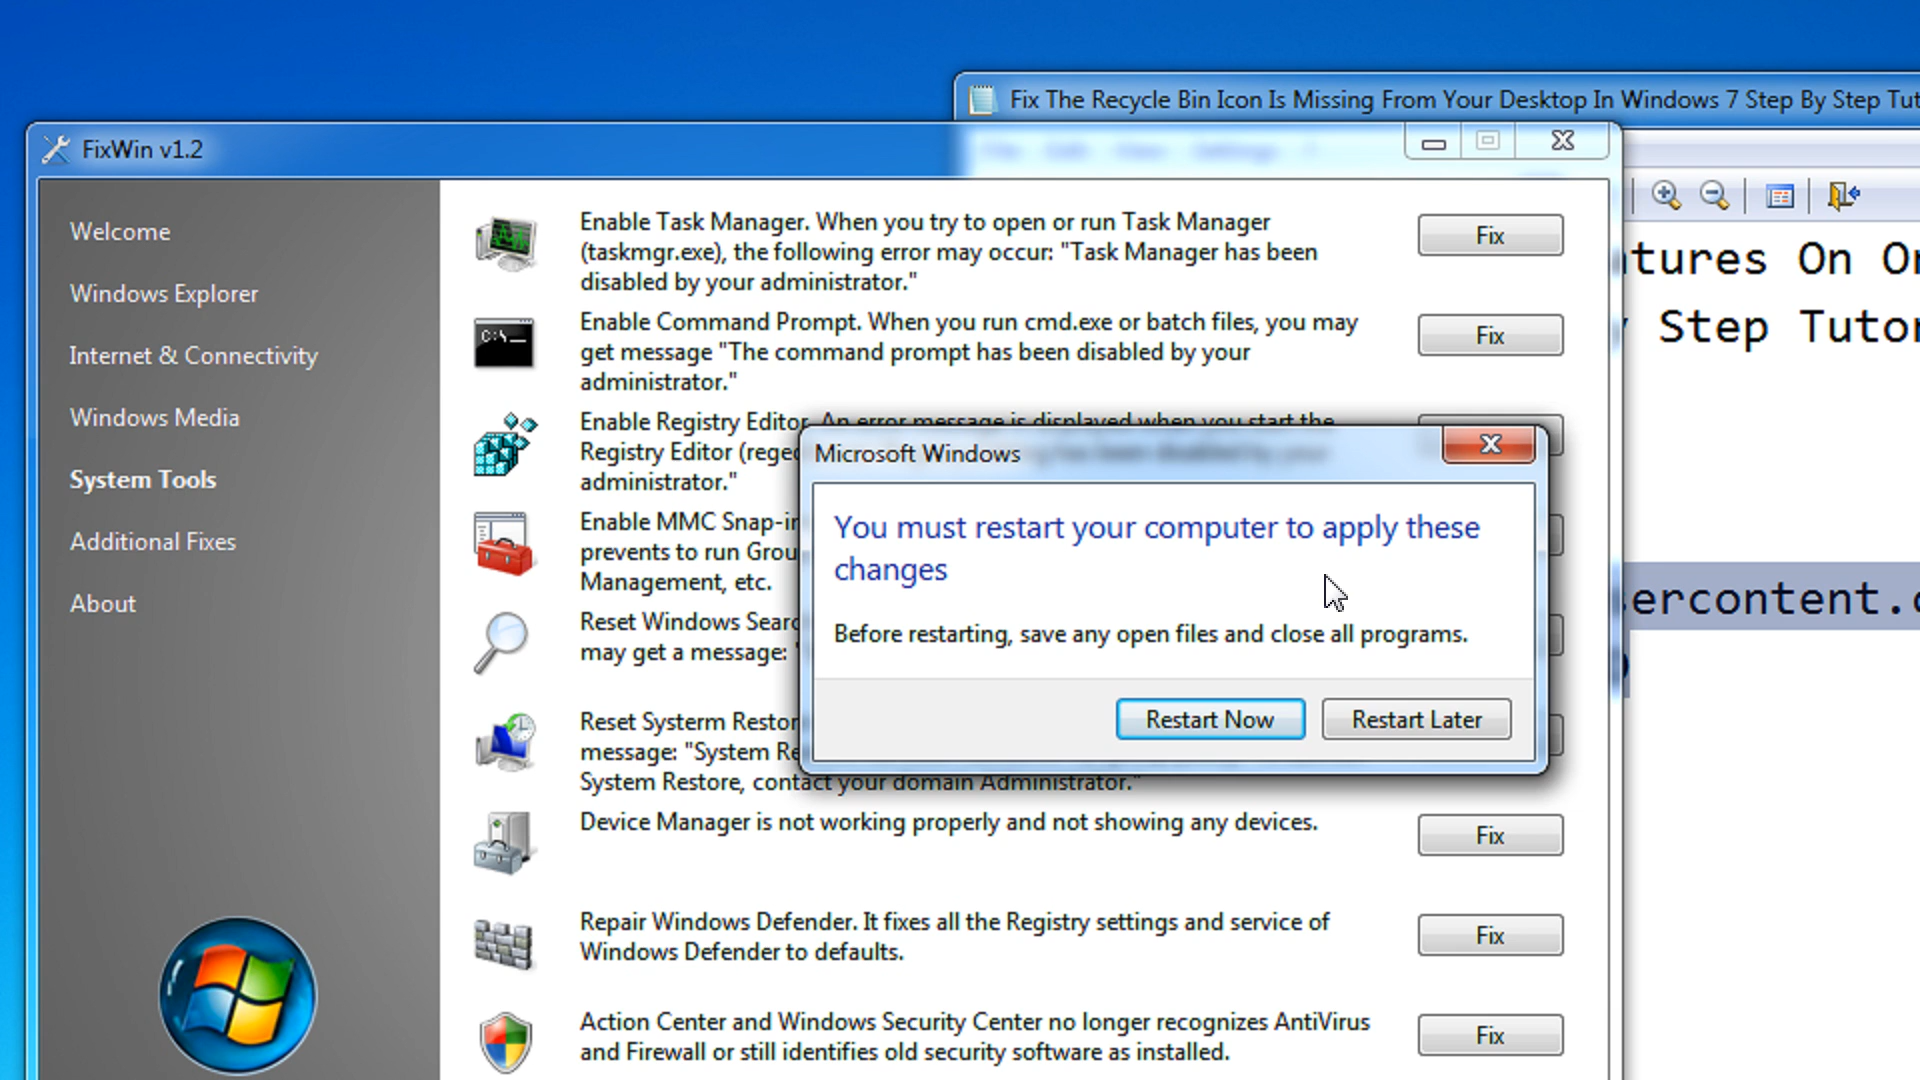 Fix The Recycle Bin Icon Is Missing From Your Desktop In Windows 7 Step By Step
FixWin v1.2
Welcome
Windows Explorer
Internet & Connectivity
Windows Media
System Tools
Additional Fixes
About
Enable Task Manager. When you try to open or run Task Manager
(taskmgr.exe), the following error may occur: "Task Manager has been
disabled by your administrator."
Fix
Enable Command Prompt. When you run cmd.exe or batch files, you may
get message "The command prompt has been disabled by your
administrator."
Fix
Enable Registry Editor. An error message is displayed when you start the
Registry Editor
administrator."
Enable MMC
prevents to run
Management, etc.
Reset Windows
may get a message:
Reset Systerm
message: "System
System Restore, contact your domain Administrator."
Device Manager is not working properly and not showing any devices.
Fix
Repair Windows Defender. It fixes all the Registry settings and service of
Windows Defender to defaults.
Fix
Action Center and Windows Security Center no longer recognizes AntiVirus
and Firewall or still identifies old security software as installed.
Fix
Microsoft Windows
You must restart your computer to apply these
changes
Before restarting, save any open files and close all programs.
Restart Now
Restart Later
tures On
Step Tutor
ercontent.